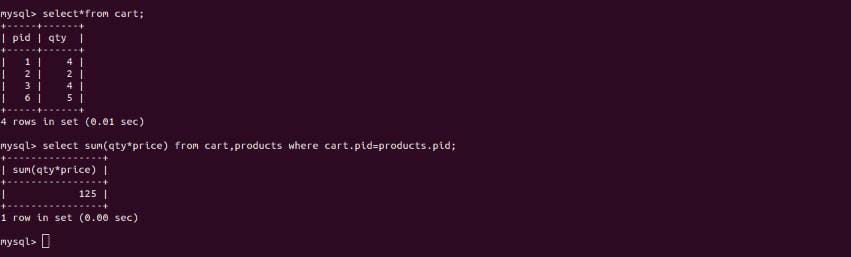 mysql> select*from cart;
+-----+------+
| pid | qty  |
+-----+------+
|   1 |    4 |
|   2 |    2 |
|   3 |    4 |
|   6 |    5 |
+-----+------+
4 rows in set (0.01 sec)
mysql> select sum(qty*price) from cart,products where cart.pid=products.pid;
+----------------+
| sum(qty*price) |
+----------------+
|            125 |
+----------------+
1 row in set (0.00 sec)
mysql>